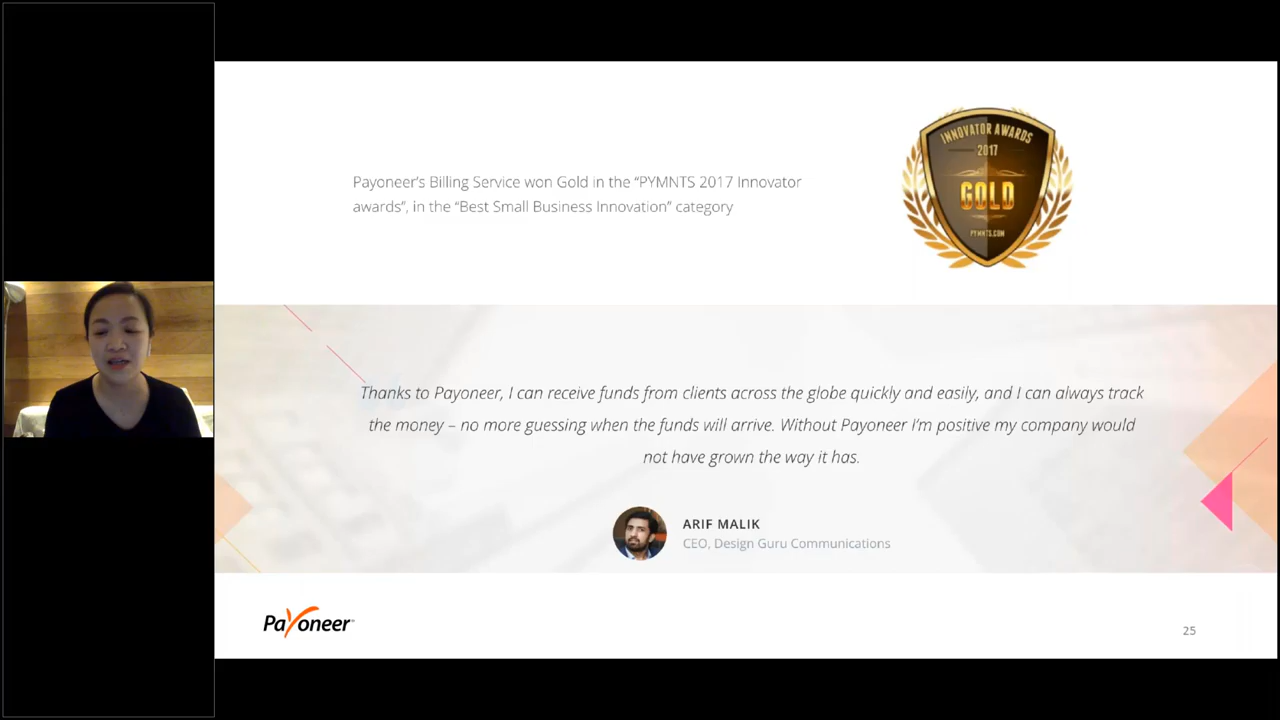 Payoneer's Billing Service won Gold in the “PYMNTS 2017 Innovator
awards”, in the “Best Small Business Innovation” category
INNOVATOR AWARDS
2017
GOLD
PYMNTS.COM
Thanks to Payoneer, I can receive funds from clients across the globe quickly and easily, and I can always track
the money – no more guessing when the funds will arrive. Without Payoneer I'm positive my company would
not have grown the way it has.
ARIF MALIK
CEO, Design Guru Communications
Payoneer
25